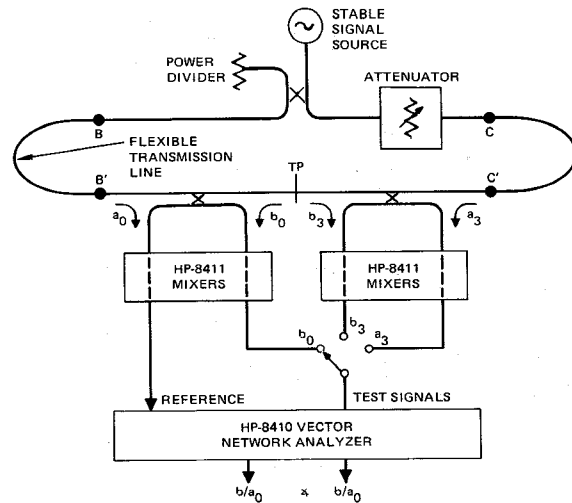 STABLE
SIGNAL
SOURCE
POWER
DIVIDER
ATTENUATOR
B
C
FLEXIBLE
TRANSMISSION
LINE
B'
TP
C'
a0
b0
b3
a3
HP-8411
MIXERS
HP-8411
MIXERS
b0
b3
a3
REFERENCE
TEST SIGNALS
HP-8410 VECTOR
NETWORK ANALYZER
b/a0
∠ b/a0